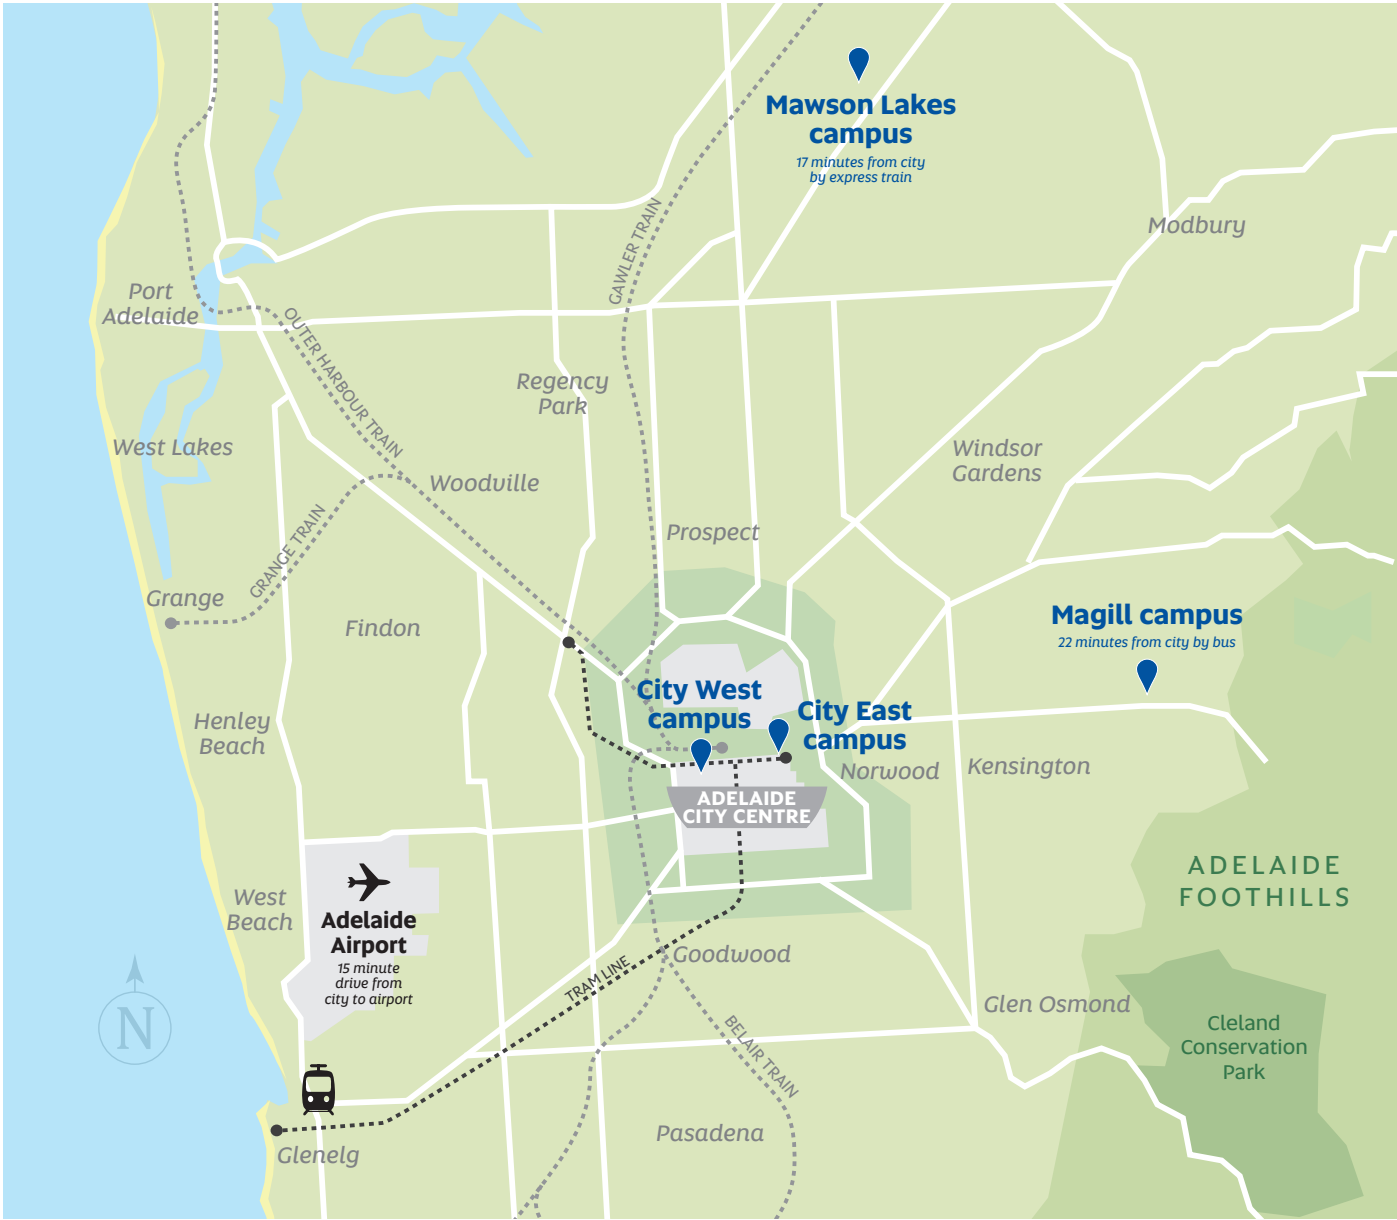 Mawson Lakes
campus
17 minutes from city
by express train
Modbury
GAWLER TRAIN
Port
Adelaide
OUTER HARBOUR TRAIN
Regency
Park
West Lakes
Windsor
Gardens
Woodville
Prospect
GRANGE TRAIN
Grange
Findon
Magill campus
22 minutes from city by bus
City West
campus
City East
campus
Henley
Beach
Norwood
Kensington
ADELAIDE
CITY CENTRE
ADELAIDE
FOOTHILLS
West
Beach
Adelaide
Airport
15 minute
drive from
city to airport
Goodwood
TRAM LINE
Glen Osmond
N
BELAIR TRAIN
Cleland
Conservation
Park
Pasadena
Glenelg